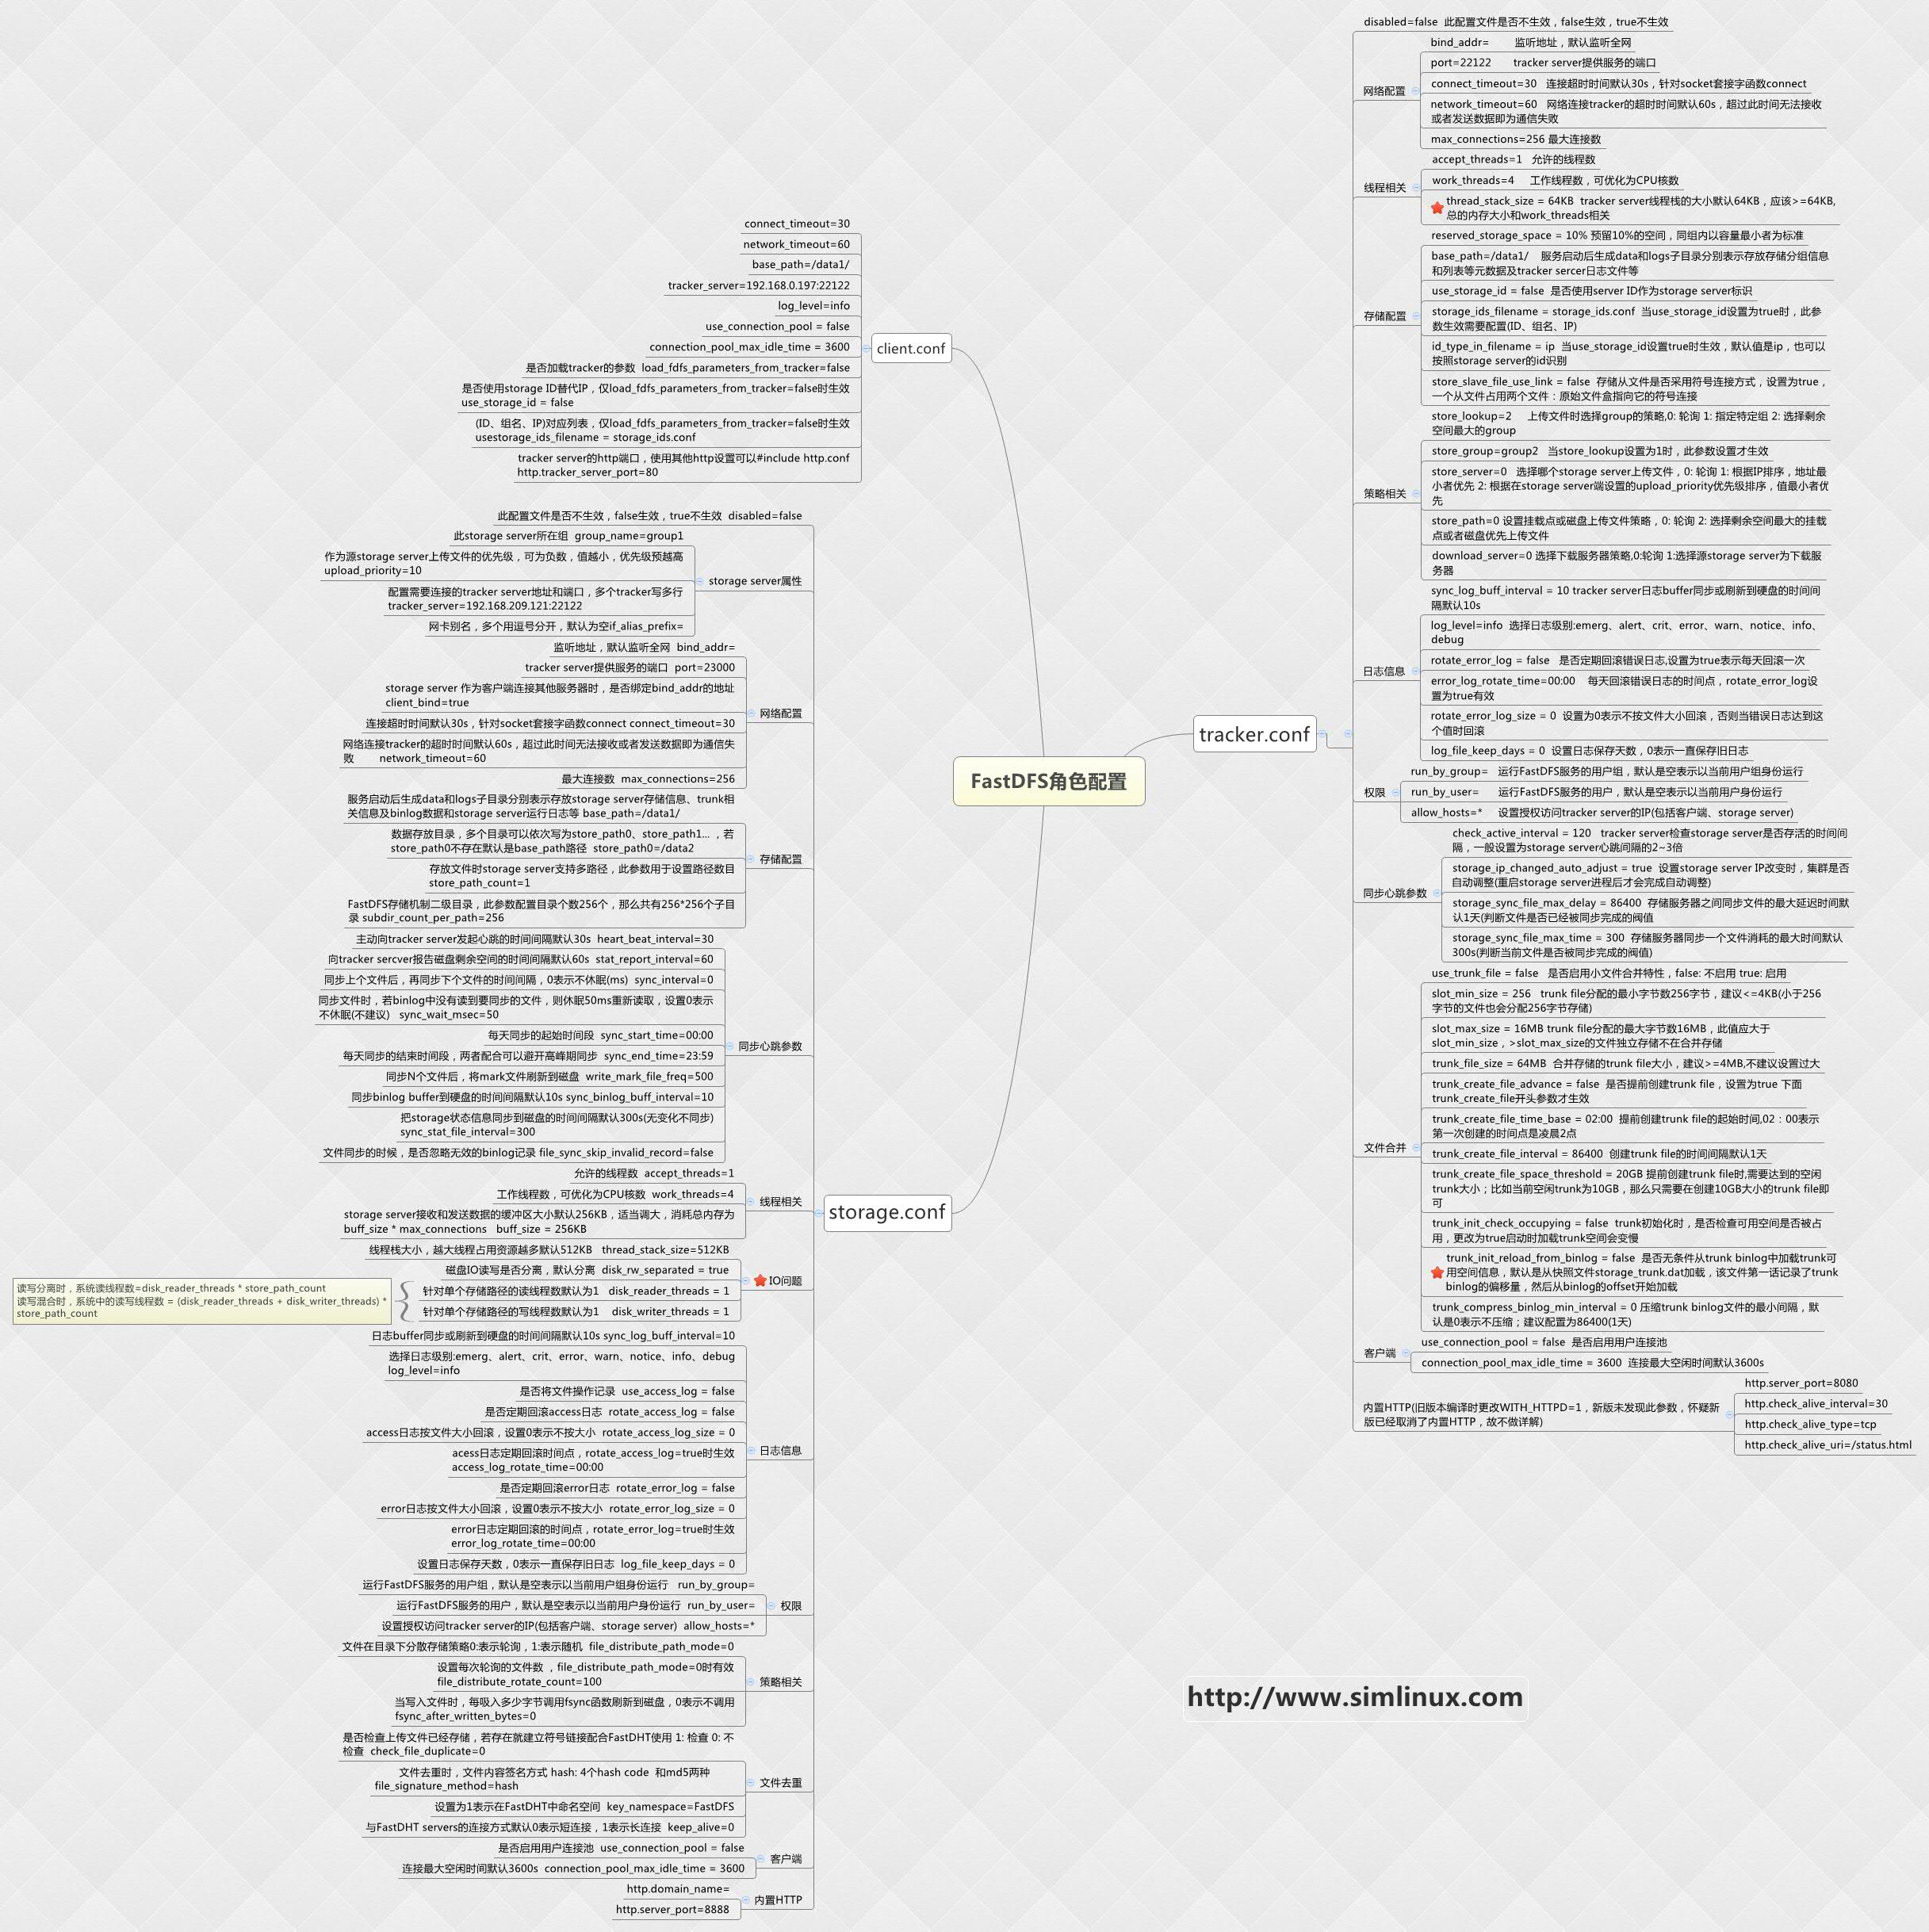 FastDFS角色配置
client.conf
connect_timeout=30
network_timeout=60
base_path=/data1/
tracker_server=192.168.0.197:22122
log_level=info
use_connection_pool = false
connection_pool_max_idle_time = 3600
是否加载tracker的参数  load_fdfs_parameters_from_tracker=false
是否使用storage ID替代IP，仅load_fdfs_parameters_from_tracker=false时生效
use_storage_id = false
(ID、组名、IP)对应列表，仅load_fdfs_parameters_from_tracker=false时生效
usestorage_ids_filename = storage_ids.conf
tracker server的http端口，使用其他http设置可以#include http.conf
http.tracker_server_port=80
storage.conf
此配置文件是否不生效，false生效，true不生效  disabled=false
storage server属性
此storage server所在组  group_name=group1
作为源storage server上传文件的优先级，可为负数，值越小，优先级预越高
upload_priority=10
配置需要连接的tracker server地址和端口，多个tracker写多行
tracker_server=192.168.209.121:22122
网卡别名，多个用逗号分开，默认为空if_alias_prefix=
网络配置
监听地址，默认监听全网  bind_addr=
tracker server提供服务的端口  port=23000
storage server 作为客户端连接其他服务器时，是否绑定bind_addr的地址
client_bind=true
连接超时时间默认30s，针对socket套接字函数connect connect_timeout=30
网络连接tracker的超时时间默认60s，超过此时间无法接收或者发送数据即为通信失
败        network_timeout=60
最大连接数  max_connections=256
存储配置
服务启动后生成data和logs子目录分别表示存放storage server存储信息、trunk相
关信息及binlog数据和storage server运行日志等 base_path=/data1/
数据存放目录，多个目录可以依次写为store_path0、store_path1... ，若
store_path0不存在默认是base_path路径  store_path0=/data2
存放文件时storage server支持多路径，此参数用于设置路径数目
store_path_count=1
FastDFS存储机制二级目录，此参数配置目录个数256个，那么共有256*256个子目
录 subdir_count_per_path=256
同步心跳参数
主动向tracker server发起心跳的时间间隔默认30s  heart_beat_interval=30
向tracker sercver报告磁盘剩余空间的时间间隔默认60s  stat_report_interval=60
同步上个文件后，再同步下个文件的时间间隔，0表示不休眠(ms)  sync_interval=0
同步文件时，若binlog中没有读到要同步的文件，则休眠50ms重新读取，设置0表示
不休眠(不建议)   sync_wait_msec=50
每天同步的起始时间段  sync_start_time=00:00
每天同步的结束时间段，两者配合可以避开高峰期同步  sync_end_time=23:59
同步N个文件后，将mark文件刷新到磁盘  write_mark_file_freq=500
同步binlog buffer到硬盘的时间间隔默认10s sync_binlog_buff_interval=10
把storage状态信息同步到磁盘的时间间隔默认300s(无变化不同步)
sync_stat_file_interval=300
文件同步的时候，是否忽略无效的binlog记录 file_sync_skip_invalid_record=false
线程相关
允许的线程数  accept_threads=1
工作线程数，可优化为CPU核数  work_threads=4
storage server接收和发送数据的缓冲区大小默认256KB，适当调大，消耗总内存为
buff_size * max_connections   buff_size = 256KB
IO问题
线程栈大小，越大线程占用资源越多默认512KB   thread_stack_size=512KB
磁盘IO读写是否分离，默认分离  disk_rw_separated = true
针对单个存储路径的读线程数默认为1   disk_reader_threads = 1
针对单个存储路径的写线程数默认为1    disk_writer_threads = 1
读写分离时，系统读线程数=disk_reader_threads * store_path_count
读写混合时，系统中的读写线程数 = (disk_reader_threads + disk_writer_threads) *
store_path_count
日志信息
日志buffer同步或刷新到硬盘的时间间隔默认10s sync_log_buff_interval=10
选择日志级别:emerg、alert、crit、error、warn、notice、info、debug
log_level=info
是否将文件操作记录  use_access_log = false
是否定期回滚access日志  rotate_access_log = false
access日志按文件大小回滚，设置0表示不按大小  rotate_access_log_size = 0
acess日志定期回滚时间点，rotate_access_log=true时生效
access_log_rotate_time=00:00
是否定期回滚error日志  rotate_error_log = false
error日志按文件大小回滚，设置0表示不按大小  rotate_error_log_size = 0
error日志定期回滚的时间点，rotate_error_log=true时生效
error_log_rotate_time=00:00
设置日志保存天数，0表示一直保存旧日志  log_file_keep_days = 0
权限
运行FastDFS服务的用户组，默认是空表示以当前用户组身份运行   run_by_group=
运行FastDFS服务的用户，默认是空表示以当前用户身份运行  run_by_user=
设置授权访问tracker server的IP(包括客户端、storage server)  allow_hosts=*
策略相关
文件在目录下分散存储策略0:表示轮询，1:表示随机  file_distribute_path_mode=0
设置每次轮询的文件数 ，file_distribute_path_mode=0时有效
file_distribute_rotate_count=100
当写入文件时，每吸入多少字节调用fsync函数刷新到磁盘，0表示不调用
fsync_after_written_bytes=0
文件去重
是否检查上传文件已经存储，若存在就建立符号链接配合FastDHT使用 1: 检查 0: 不
检查  check_file_duplicate=0
文件去重时，文件内容签名方式 hash: 4个hash code  和md5两种
file_signature_method=hash
设置为1表示在FastDHT中命名空间  key_namespace=FastDFS
与FastDHT servers的连接方式默认0表示短连接，1表示长连接  keep_alive=0
客户端
是否启用用户连接池  use_connection_pool = false
连接最大空闲时间默认3600s  connection_pool_max_idle_time = 3600
内置HTTP
http.domain_name=
http.server_port=8888
tracker.conf
disabled=false  此配置文件是否不生效，false生效，true不生效
网络配置
bind_addr=        监听地址，默认监听全网
port=22122       tracker server提供服务的端口
connect_timeout=30   连接超时时间默认30s，针对socket套接字函数connect
network_timeout=60   网络连接tracker的超时时间默认60s，超过此时间无法接收
或者发送数据即为通信失败
max_connections=256 最大连接数
线程相关
accept_threads=1   允许的线程数
work_threads=4     工作线程数，可优化为CPU核数
thread_stack_size = 64KB  tracker server线程栈的大小默认64KB，应该>=64KB,
总的内存大小和work_threads相关
存储配置
reserved_storage_space = 10% 预留10%的空间，同组内以容量最小者为标准
base_path=/data1/    服务启动后生成data和logs子目录分别表示存放存储分组信息
和列表等元数据及tracker sercer日志文件等
use_storage_id = false  是否使用server ID作为storage server标识
storage_ids_filename = storage_ids.conf  当use_storage_id设置为true时，此参
数生效需要配置(ID、组名、IP)
id_type_in_filename = ip  当use_storage_id设置true时生效，默认值是ip，也可以
按照storage server的id识别
store_slave_file_use_link = false  存储从文件是否采用符号连接方式，设置为true，
一个从文件占用两个文件：原始文件盒指向它的符号连接
策略相关
store_lookup=2     上传文件时选择group的策略,0: 轮询 1: 指定特定组 2: 选择剩余
空间最大的group
store_group=group2   当store_lookup设置为1时，此参数设置才生效
store_server=0   选择哪个storage server上传文件，0: 轮询 1: 根据IP排序，地址最
小者优先 2: 根据在storage server端设置的upload_priority优先级排序，值最小者优
先
store_path=0 设置挂载点或磁盘上传文件策略，0: 轮询 2: 选择剩余空间最大的挂载
点或者磁盘优先上传文件
download_server=0 选择下载服务器策略,0:轮询 1:选择源storage server为下载服
务器
日志信息
sync_log_buff_interval = 10 tracker server日志buffer同步或刷新到硬盘的时间间
隔默认10s
log_level=info  选择日志级别:emerg、alert、crit、error、warn、notice、info、
debug
rotate_error_log = false   是否定期回滚错误日志,设置为true表示每天回滚一次
error_log_rotate_time=00:00    每天回滚错误日志的时间点，rotate_error_log设
置为true有效
rotate_error_log_size = 0  设置为0表示不按文件大小回滚，否则当错误日志达到这
个值时回滚
log_file_keep_days = 0  设置日志保存天数，0表示一直保存旧日志
权限
run_by_group=   运行FastDFS服务的用户组，默认是空表示以当前用户组身份运行
run_by_user=      运行FastDFS服务的用户，默认是空表示以当前用户身份运行
allow_hosts=*     设置授权访问tracker server的IP(包括客户端、storage server)
同步心跳参数
check_active_interval = 120   tracker server检查storage server是否存活的时间间
隔，一般设置为storage server心跳间隔的2~3倍
storage_ip_changed_auto_adjust = true  设置storage server IP改变时，集群是否
自动调整(重启storage server进程后才会完成自动调整)
storage_sync_file_max_delay = 86400  存储服务器之间同步文件的最大延迟时间默
认1天(判断文件是否已经被同步完成的阀值
storage_sync_file_max_time = 300  存储服务器同步一个文件消耗的最大时间默认
300s(判断当前文件是否被同步完成的阀值)
文件合并
use_trunk_file = false   是否启用小文件合并特性，false: 不启用 true: 启用
slot_min_size = 256   trunk file分配的最小字节数256字节，建议<=4KB(小于256
字节的文件也会分配256字节存储)
slot_max_size = 16MB trunk file分配的最大字节数16MB，此值应大于
slot_min_size，>slot_max_size的文件独立存储不在合并存储
trunk_file_size = 64MB  合并存储的trunk file大小，建议>=4MB,不建议设置过大
trunk_create_file_advance = false  是否提前创建trunk file，设置为true 下面
trunk_create_file开头参数才生效
trunk_create_file_time_base = 02:00  提前创建trunk file的起始时间,02：00表示
第一次创建的时间点是凌晨2点
trunk_create_file_interval = 86400  创建trunk file的时间间隔默认1天
trunk_create_file_space_threshold = 20GB 提前创建trunk file时,需要达到的空闲
trunk大小；比如当前空闲trunk为10GB，那么只需要在创建10GB大小的trunk file即
可
trunk_init_check_occupying = false  trunk初始化时，是否检查可用空间是否被占
用，更改为true启动时加载trunk空间会变慢
trunk_init_reload_from_binlog = false  是否无条件从trunk binlog中加载trunk可
用空间信息，默认是从快照文件storage_trunk.dat加载，该文件第一话记录了trunk
binlog的偏移量，然后从binlog的offset开始加载
trunk_compress_binlog_min_interval = 0 压缩trunk binlog文件的最小间隔，默
认是0表示不压缩；建议配置为86400(1天)
客户端
use_connection_pool = false  是否启用用户连接池
connection_pool_max_idle_time = 3600  连接最大空闲时间默认3600s
内置HTTP(旧版本编译时更改WITH_HTTPD=1，新版未发现此参数，怀疑新
版已经取消了内置HTTP，故不做详解)
http.server_port=8080
http.check_alive_interval=30
http.check_alive_type=tcp
http.check_alive_uri=/status.html
http://www.simlinux.com